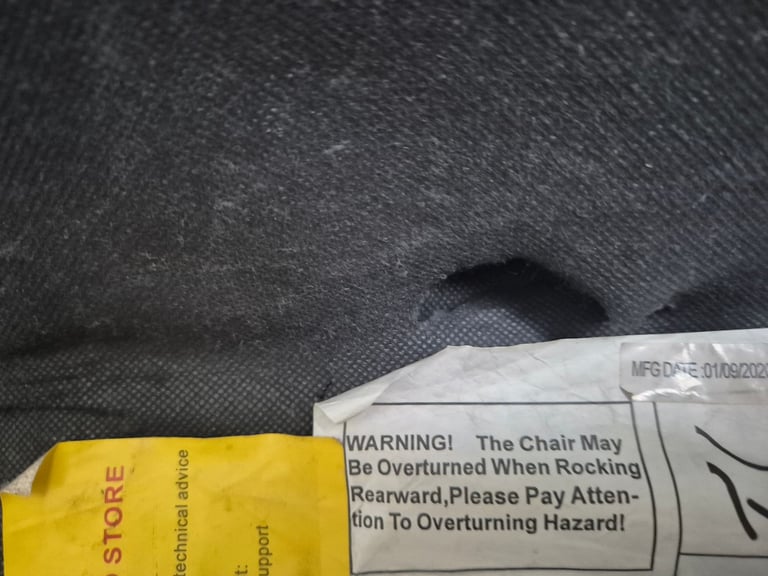 MFG DATE :01/09/2020
WARNING! The Chair May
Be Overturned When Rocking
Rearward,Please Pay Atten-
tion To Overturning Hazard!
STORE
technical advice
t:
upport